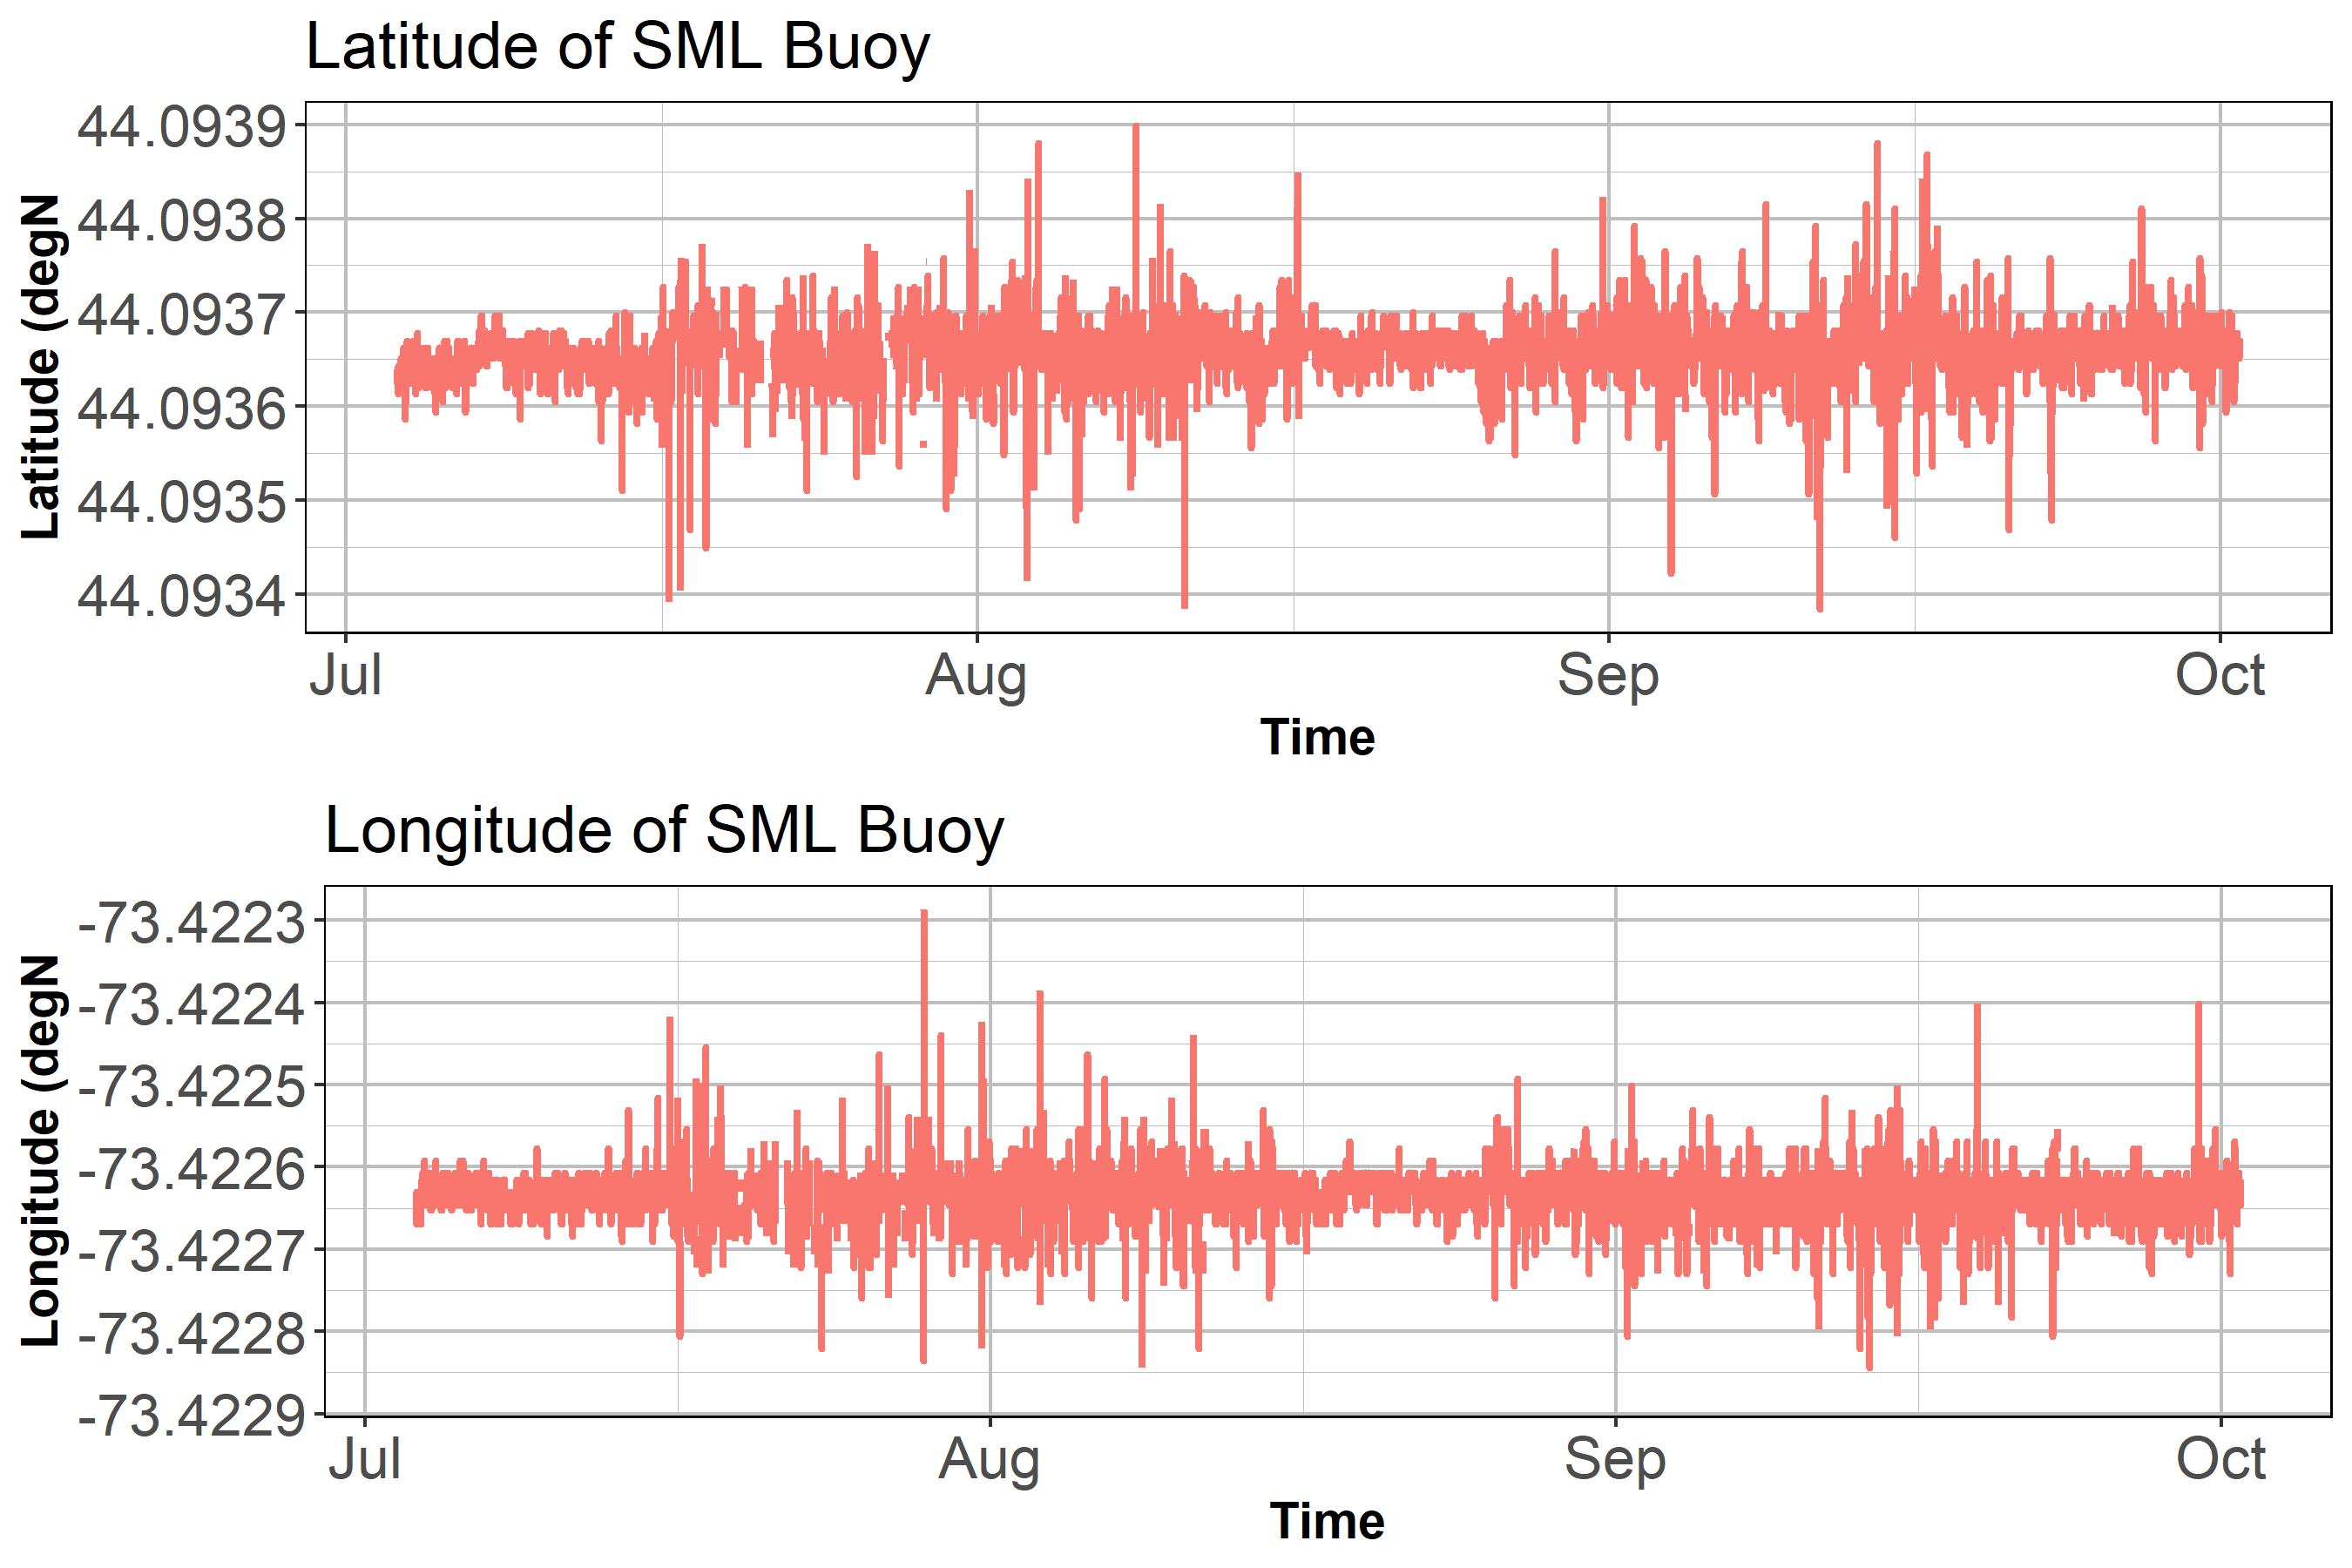 Latitude of SML Buoy
44.0939
44.0938
44.0937
44.0936
44.0935
44.0934
Latitude (degN
Jul Aug Sep Oct
Time
Longitude of SML Buoy
-73.4223
-73.4224
-73.4225
-73.4226
-73.4227
-73.4228
-73.4229
Longitude (degN
Jul Aug Sep Oct
Time